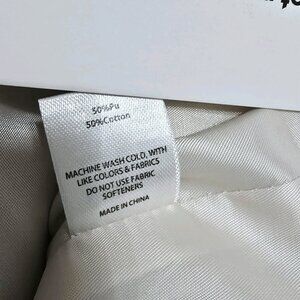 50%Pu
50%Cotton
MACHINE WASH COLD, WITH
LIKE COLORS & FABRICS
DO NOT USE FABRIC
SOFTENERS
MADE IN CHINA